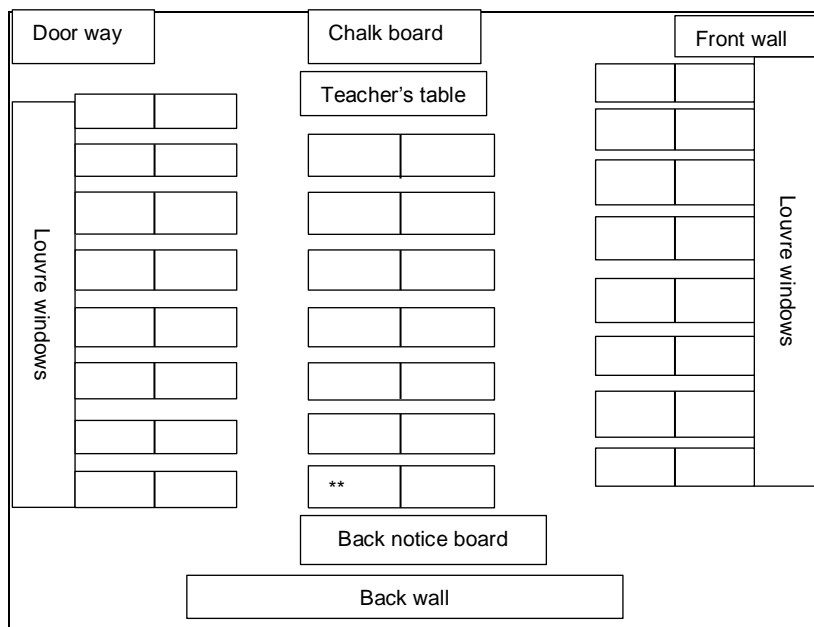 Door way
Chalk board
Front wall
Teacher's table
Louvre windows
Louvre windows
**
Back notice board
Back wall